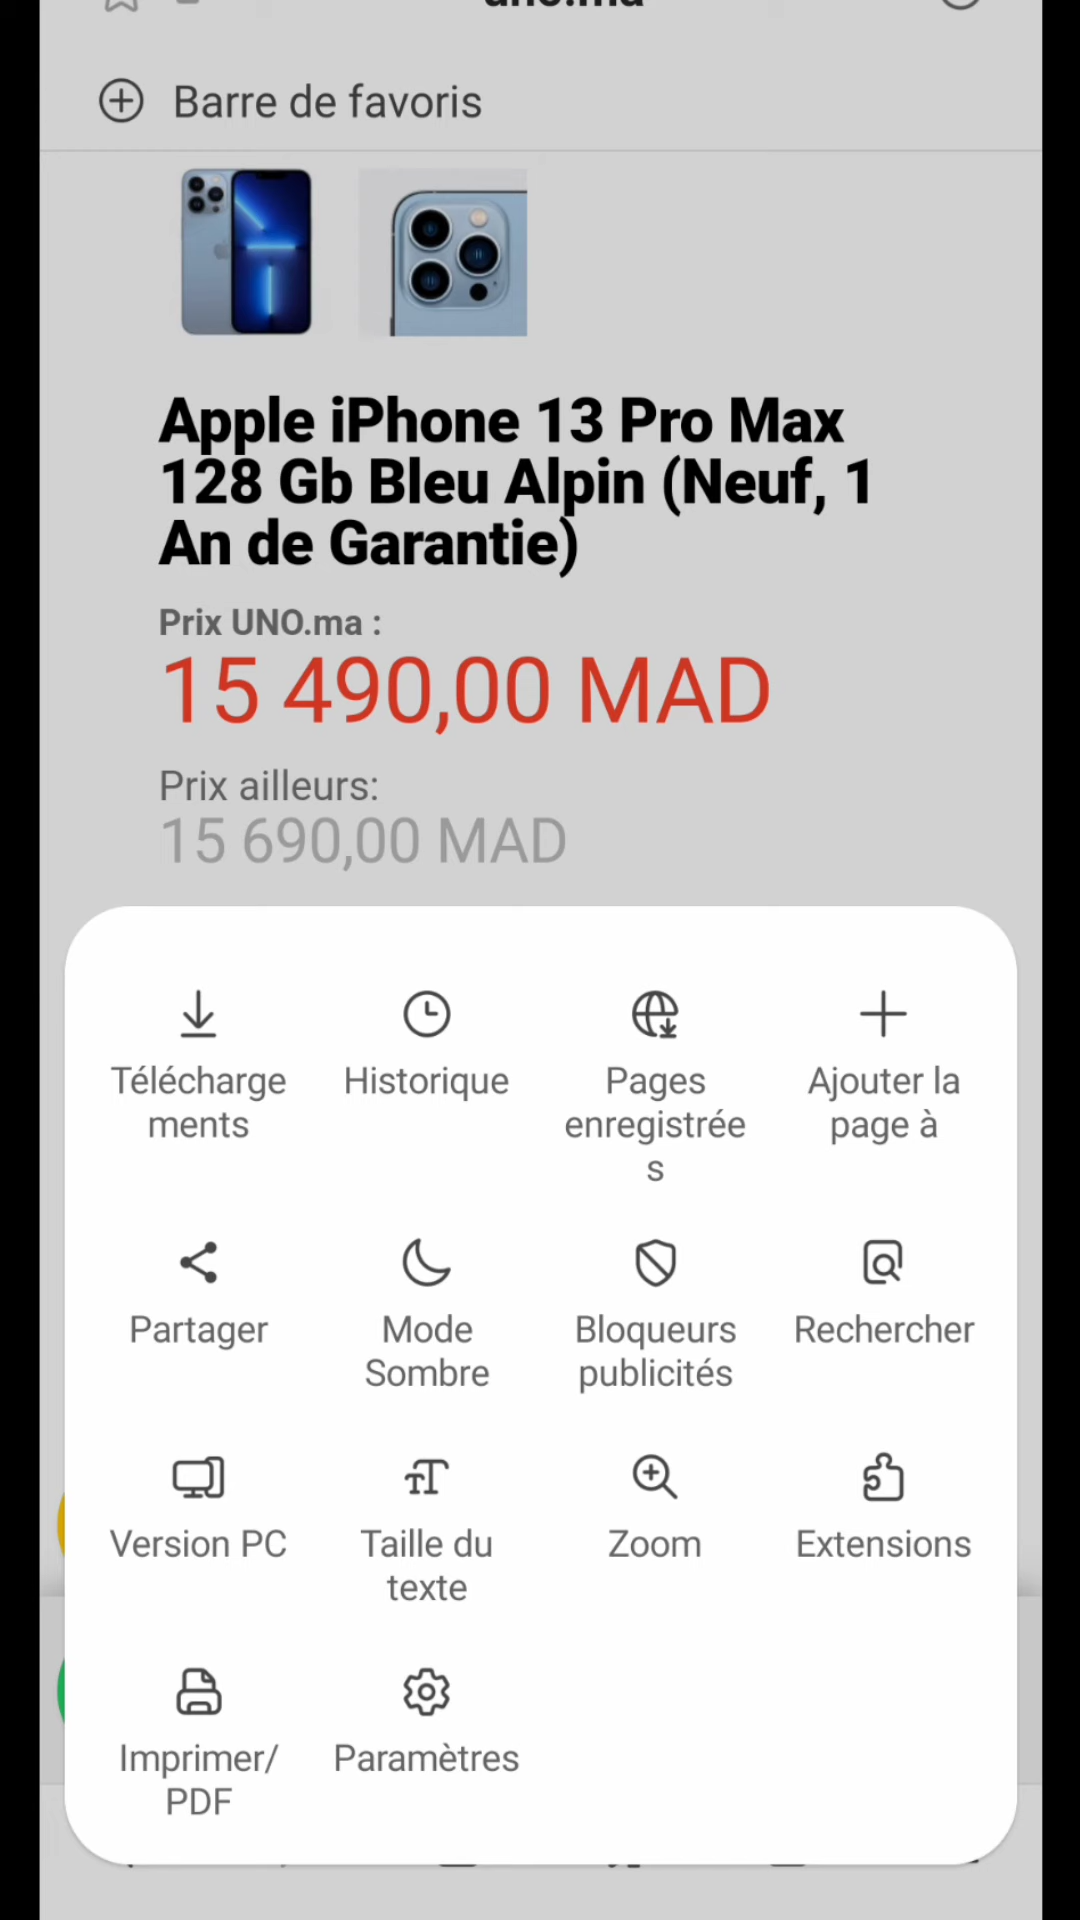 uno.ma
Barre de favoris
Apple iPhone 13 Pro Max
128 Gb Bleu Alpin (Neuf, 1
An de Garantie)
Prix UNO.ma :
15 490,00 MAD
Prix ailleurs:
15 690,00 MAD
Télécharge
ments
Historique
Pages
enregistrée
s
Ajouter la
page à
Partager
Mode
Sombre
Bloqueurs
publicités
Rechercher
Version PC
Taille du
texte
Zoom
Extensions
Imprimer/
PDF
Paramètres